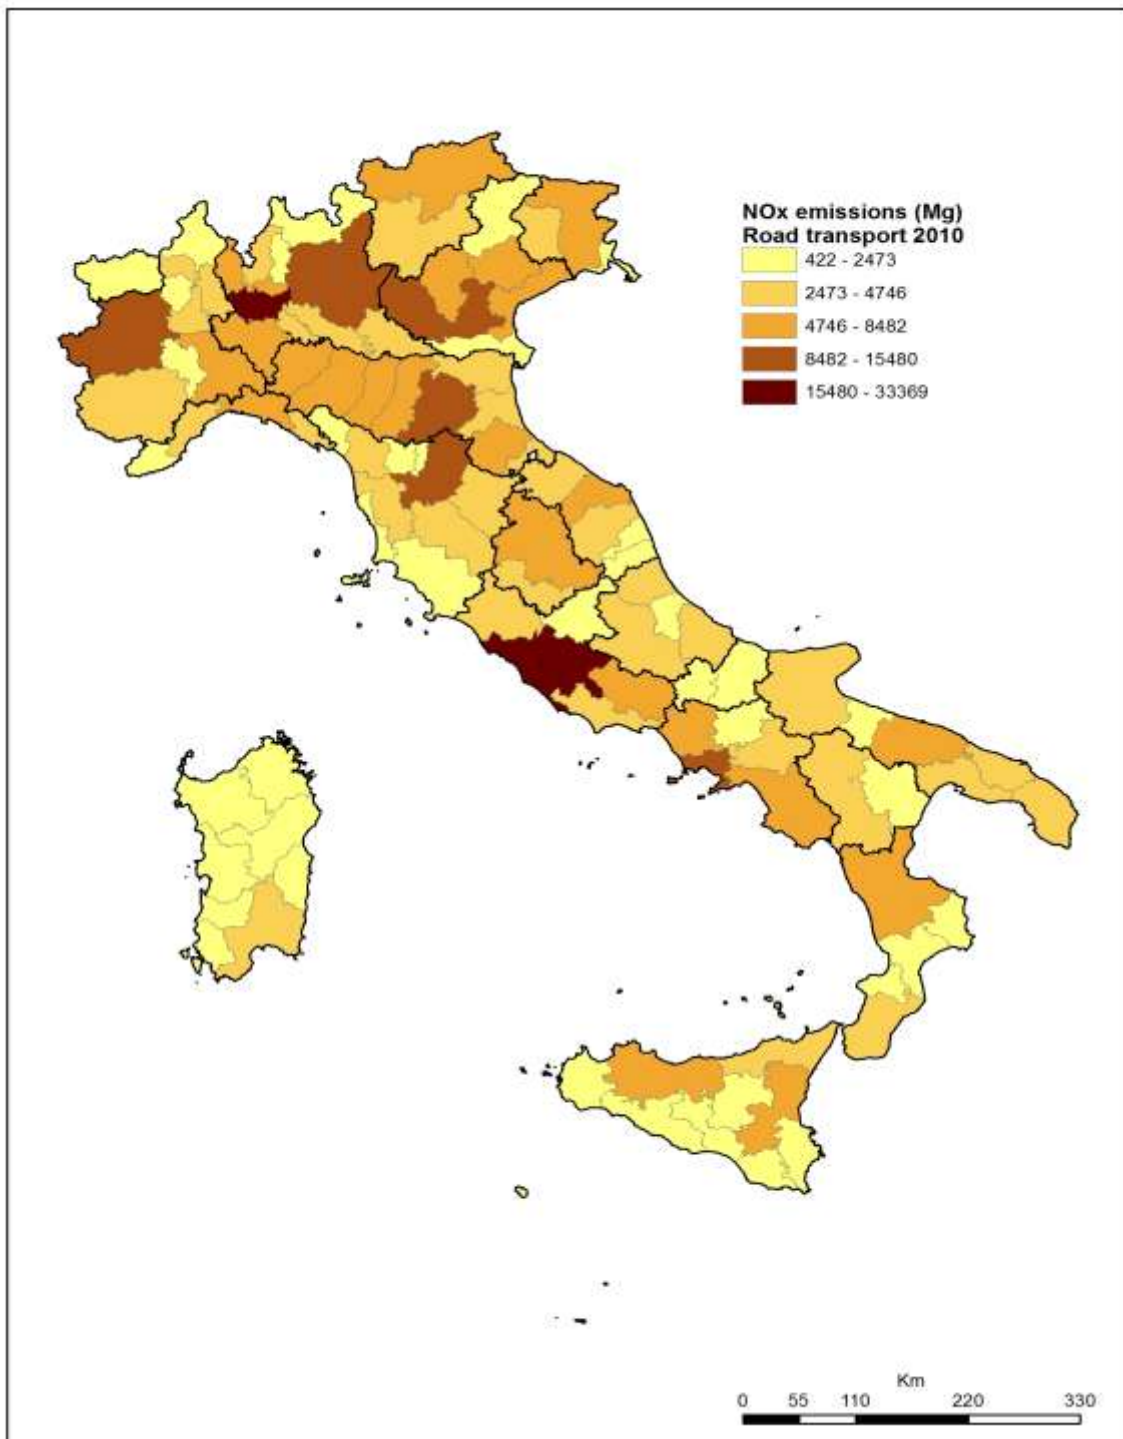 NOx emissions (Mg)
Road transport 2010
422 - 2473
2473 - 4746
4746 - 8482
8482 - 15480
15480 - 33369
Km
0 55 110 220 330